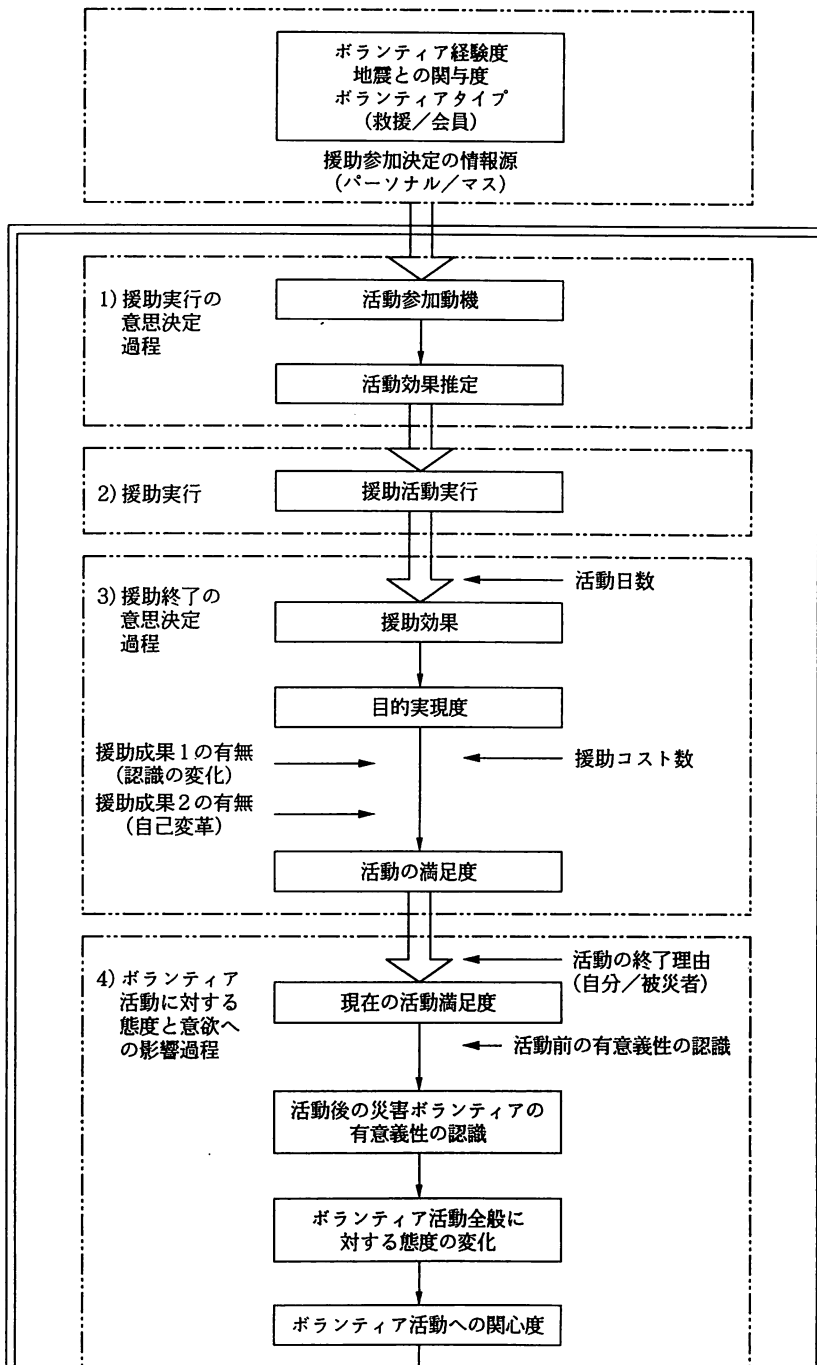 ボランティア経験度
地震との関与度
ボランティアタイプ
(救援／会員)
援助参加決定の情報源
(パーソナル／マス)
1) 援助実行の
意思決定
過程
活動参加動機
活動効果推定
2) 援助実行
援助活動実行
3) 援助終了の
意思決定
過程
活動日数
援助効果
目的実現度
援助成果1の有無
(認識の変化)
援助コスト数
援助成果2の有無
(自己変革)
活動の満足度
4) ボランティア
活動に対する
態度と意欲へ
の影響過程
活動の終了理由
(自分／被災者)
現在の活動満足度
活動前の有意義性の認識
活動後の災害ボランティアの
有意義性の認識
ボランティア活動全般に
対する態度の変化
ボランティア活動への関心度